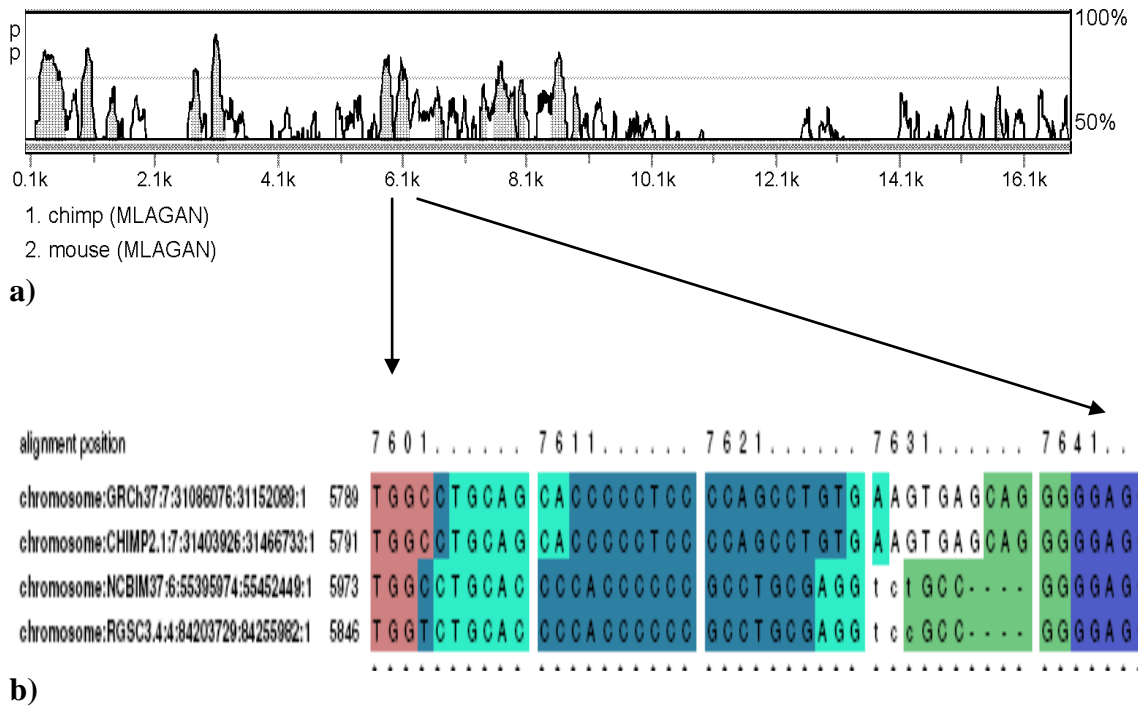 100%
p
p
50%
0.1k 2.1k 4.1k 6.1k 8.1k 10.1k 12.1k 14.1k 16.1k
1. chimp (MLAGAN)
2. mouse (MLAGAN)
a)
alignment position 7601...... 7611...... 7621...... 7631...... 7641..
chromosome:GRCh37:7:31086076:31152089:1 5789 TGGCCTGCAG CACCCCCTCC CCAGCCTGTG AAGTGAGCAG GGGGAG
chromosome:CHIMP2.1:7:31403926:31466733:1 5791 TGGCCTGCAG CACCCCCTCC CCAGCCTGTG AAGTGAGCAG GGGGAG
chromosome:NCBIM37:6:55395974:55452449:1 5973 TGGCCTGCAC CCCACCCCCC GCCTGCGAGG tctGCC---- GGGGAG
chromosome:RGSC3.4:4:84203729:84255982:1 5846 TGGTCTGCAC CCCACCCCCC GCCTGCGAGG tccGCC---- GGGGAG
b)